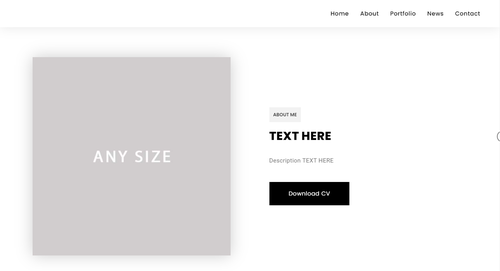 Home About Portfolio News Contact
ANY SIZE
ABOUT ME
TEXT HERE
Description TEXT HERE
Download CV